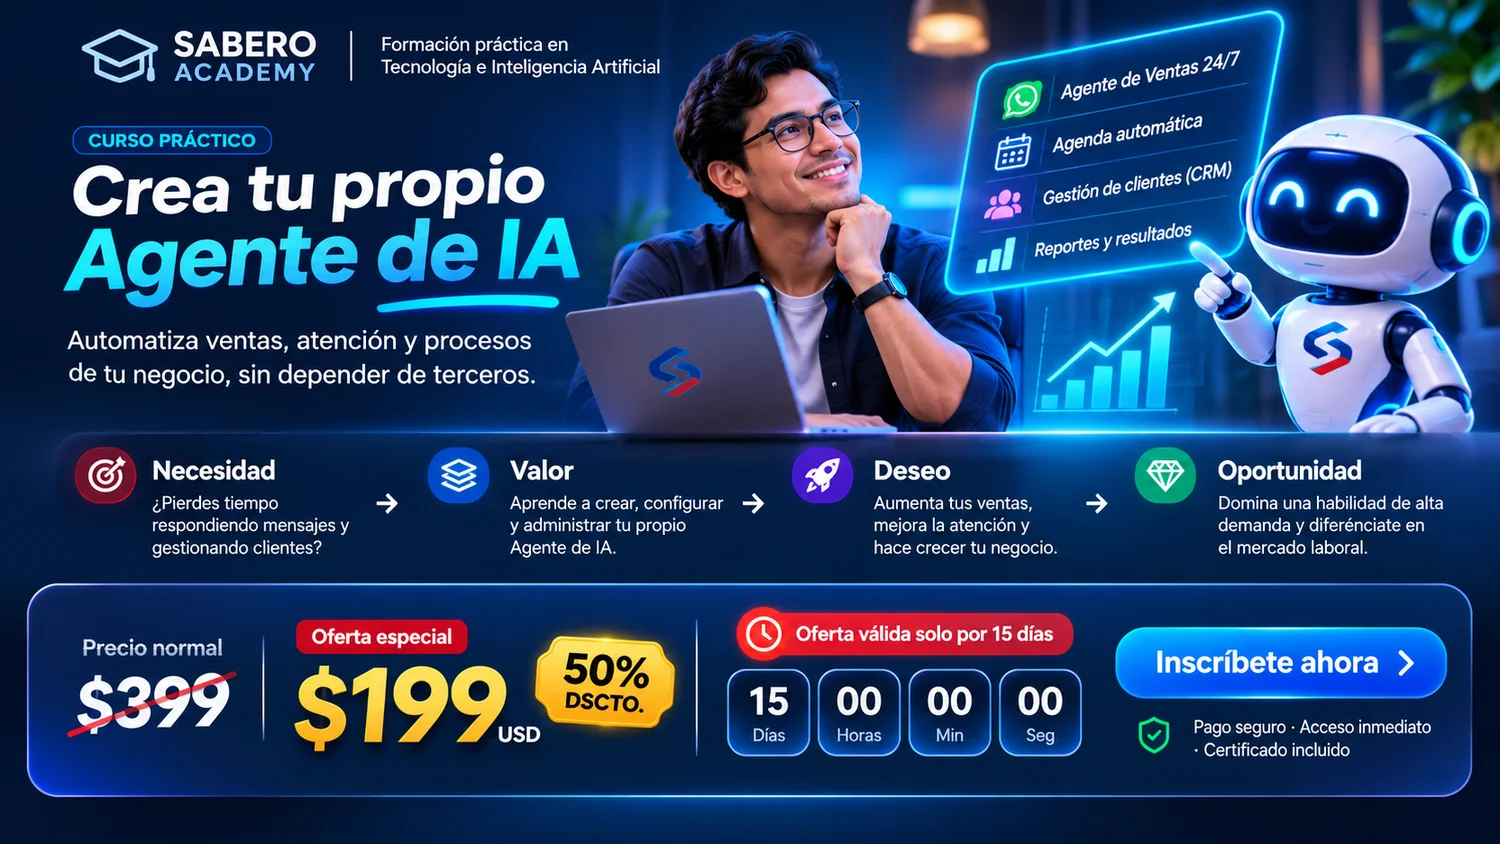 SABERO
ACADEMY
Formación práctica en
Tecnología e Inteligencia Artificial
CURSO PRÁCTICO
Crea tu propio
Agente de IA
Automatiza ventas, atención y procesos
de tu negocio, sin depender de terceros.
Agente de Ventas 24/7
Agenda automática
Gestión de clientes (CRM)
Reportes y resultados
Necesidad
¿Pierdes tiempo
respondiendo mensajes y
gestionando clientes?
Valor
Aprende a crear, configurar
y administrar tu propio
Agente de IA.
Deseo
Aumenta tus ventas,
mejora la atención y
hace crecer tu negocio.
Oportunidad
Domina una habilidad de alta
demanda y diferénciate en
el mercado laboral.
Precio normal
$399
Oferta especial
$199 USD
50%
DSCTO.
Oferta válida solo por 15 días
15 00 00 00
Días Horas Min Seg
Inscríbete ahora
Pago seguro · Acceso inmediato
· Certificado incluido